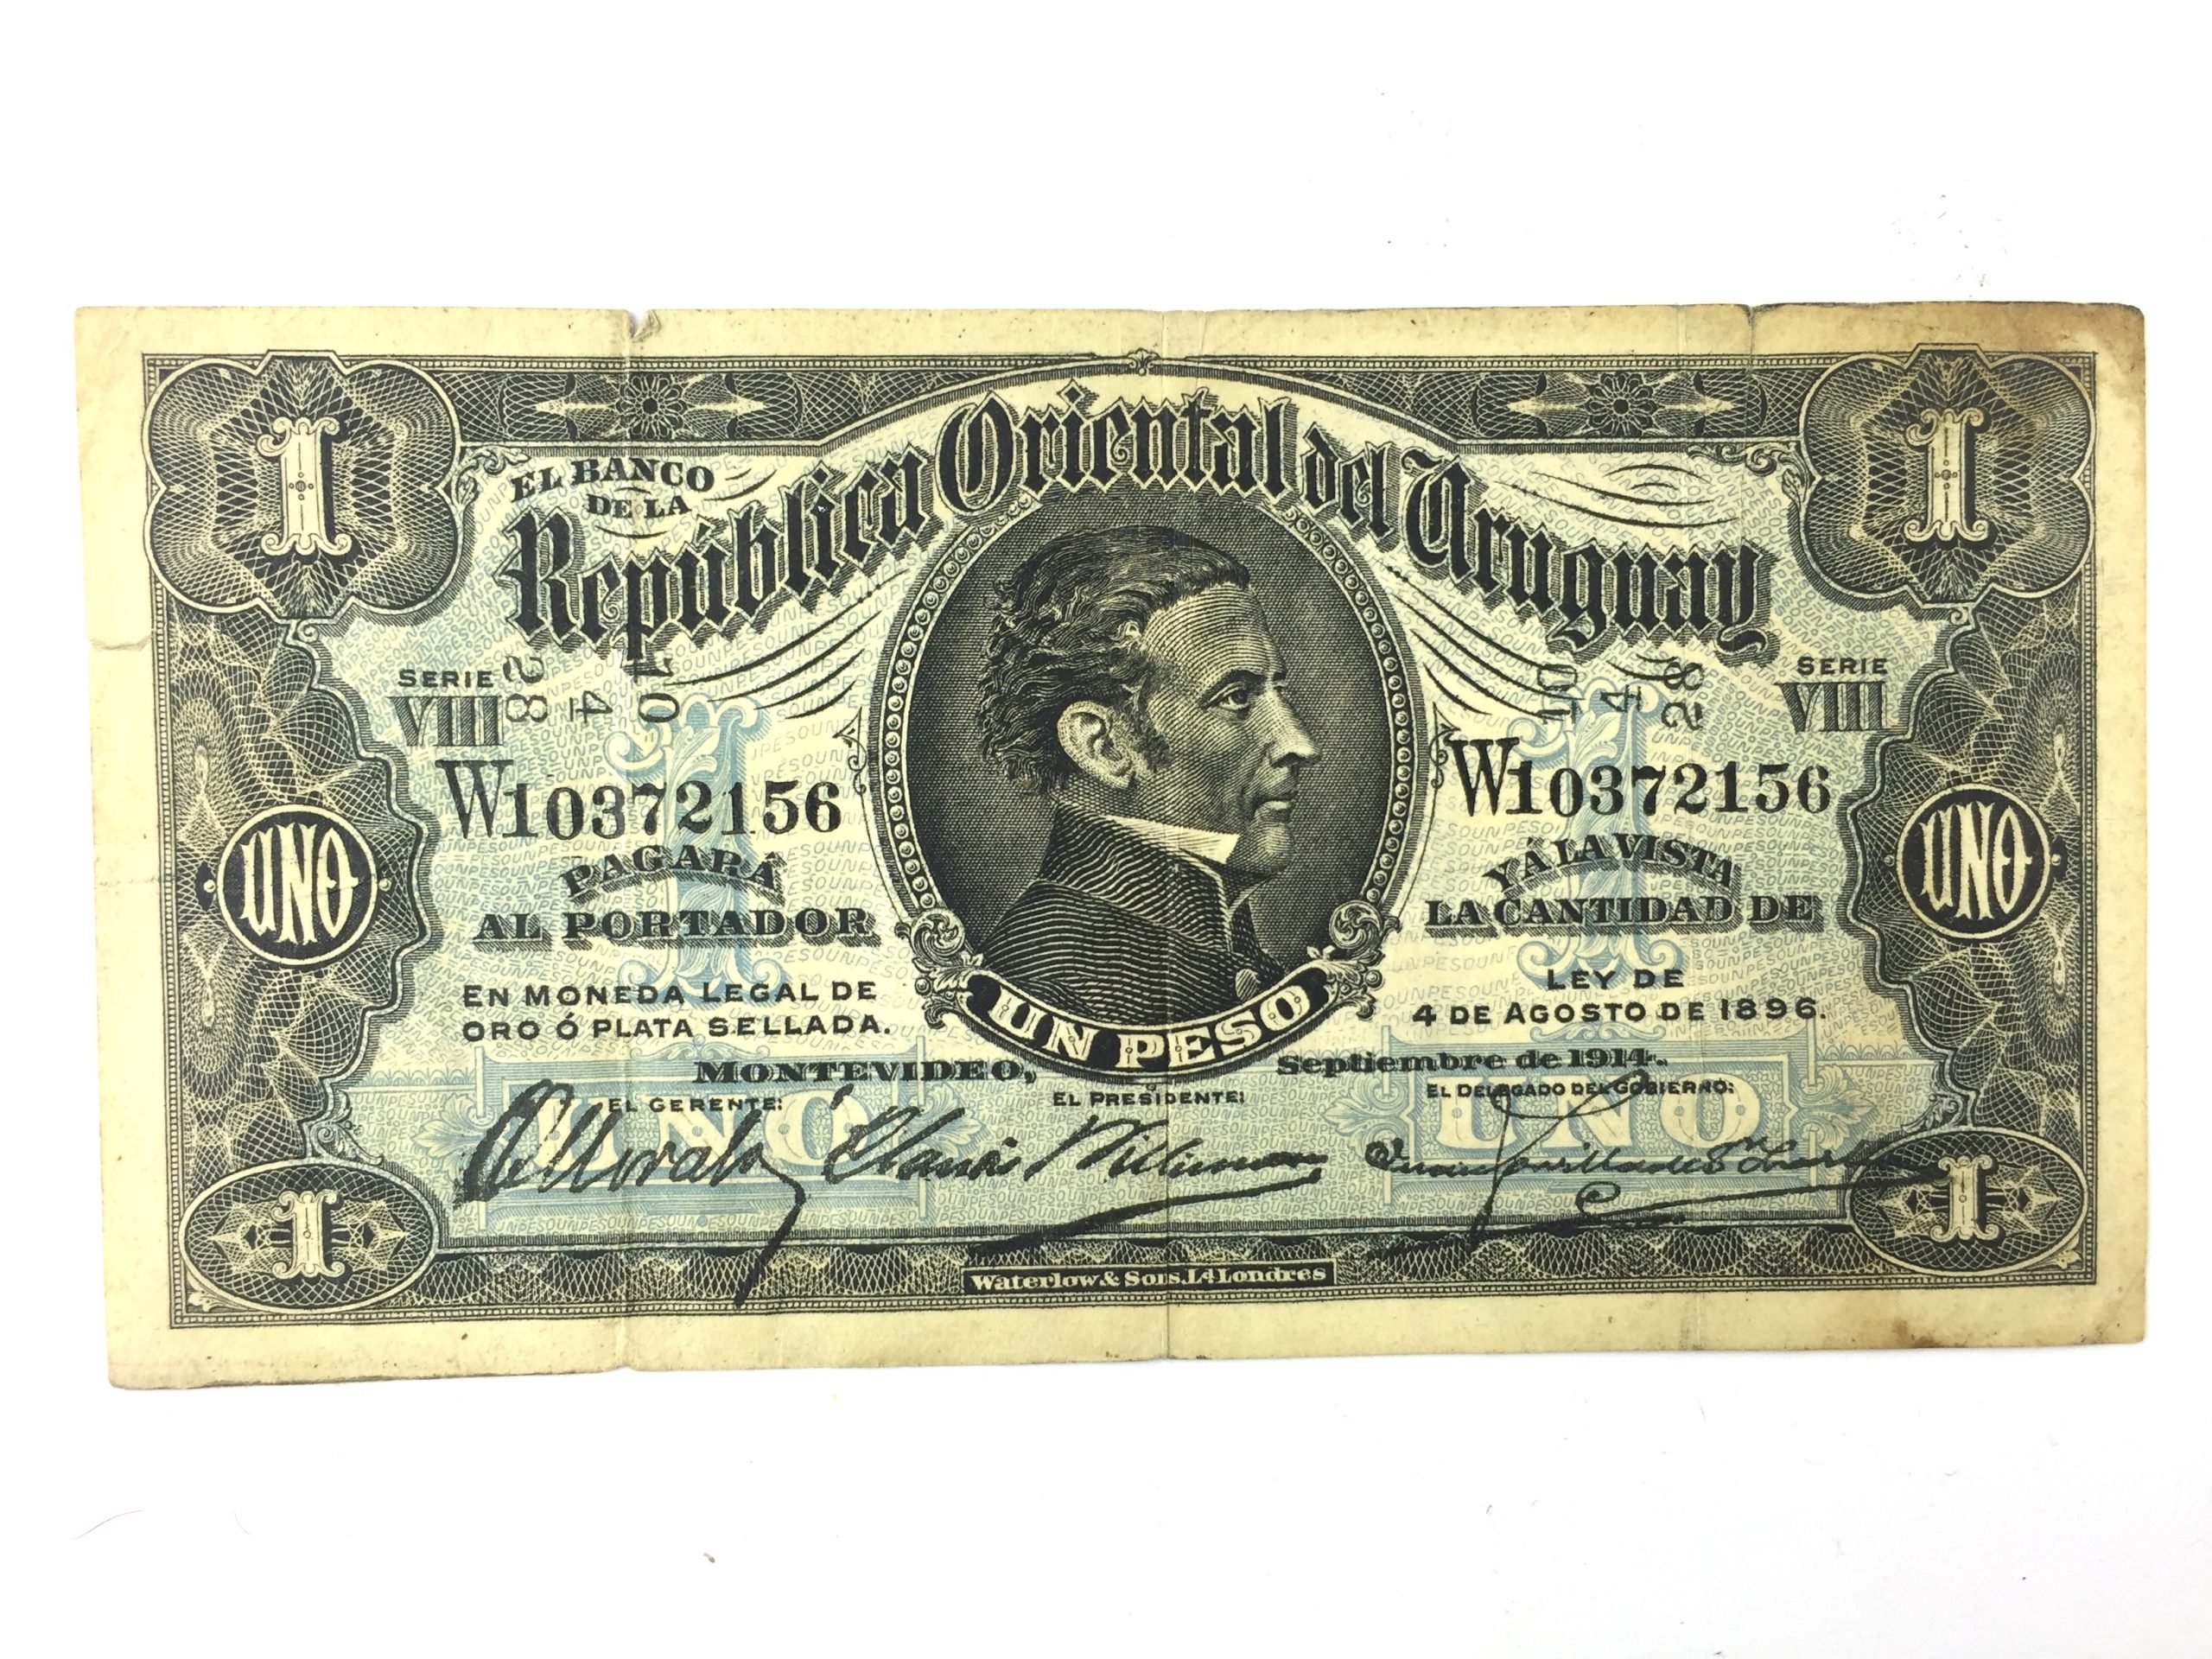 1
1
EL BANCO
DE LA
República Oriental del Uruguay
SERIE
VIII
SERIE
VIII
28
4
28
W10372156
W10372156
UNO
UNO
PAGARÁ
AL PORTADOR
Y Á LA VISTA
LA CANTIDAD DE
EN MONEDA LEGAL DE
ORO Ó PLATA SELLADA.
LEY DE
4 DE AGOSTO DE 1896.
UN PESO
MONTEVIDEO,
Septiembre de 1914.
EL GERENTE:
EL PRESIDENTE:
EL DELEGADO DEL GOBIERNO:
UNO
UNO
1
1
Waterlow & Sons, Ld Londres